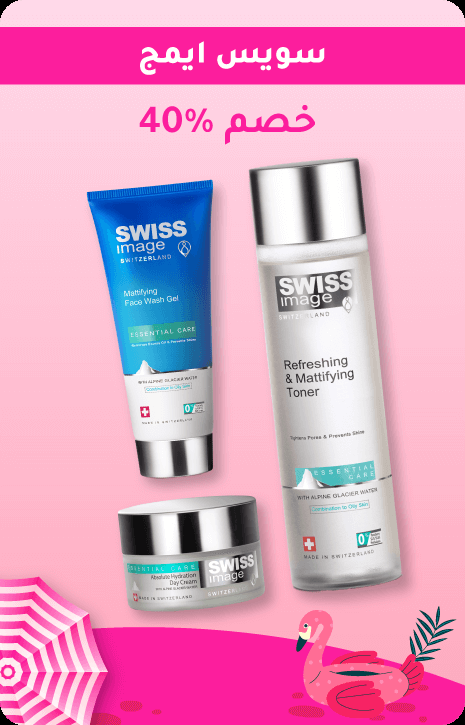 سويس ايمج
خصم 40%
SWISS
image
SWITZERLAND
Mattifying
Face Wash Gel
ESSENTIAL CARE
WITH ALPINE GLACIER WATER
Combination to Oily Skin
0%
MADE IN SWITZERLAND
SWISS
image
SWITZERLAND
Refreshing
& Mattifying
Toner
Tightens Pores & Prevents Shine
ESSENTIAL
CARE
WITH ALPINE GLACIER WATER
Combination to Oily Skin
0%
MADE IN SWITZERLAND
ESSENTIAL CARE
Absolute Hydration
Day Cream
MADE IN SWITZERLAND
SWISS
image